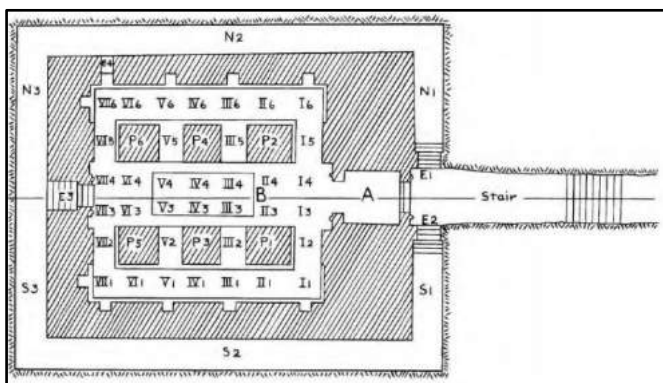 N2
E4
N3 N1
VII6 VI6 V6 IV6 III6 II6 I6
VII5 P6 V5 P4 III5 P2 I5
VII4 VI4 V4 IV4 III4 II4 I4 E1
E3 B A Stair
VII3 VI3 V3 IV3 III3 II3 I3 E2
VII2 P5 V2 P3 III2 P1 I2
VII1 VI1 V1 IV1 III1 II1 I1
S3 S1
S2